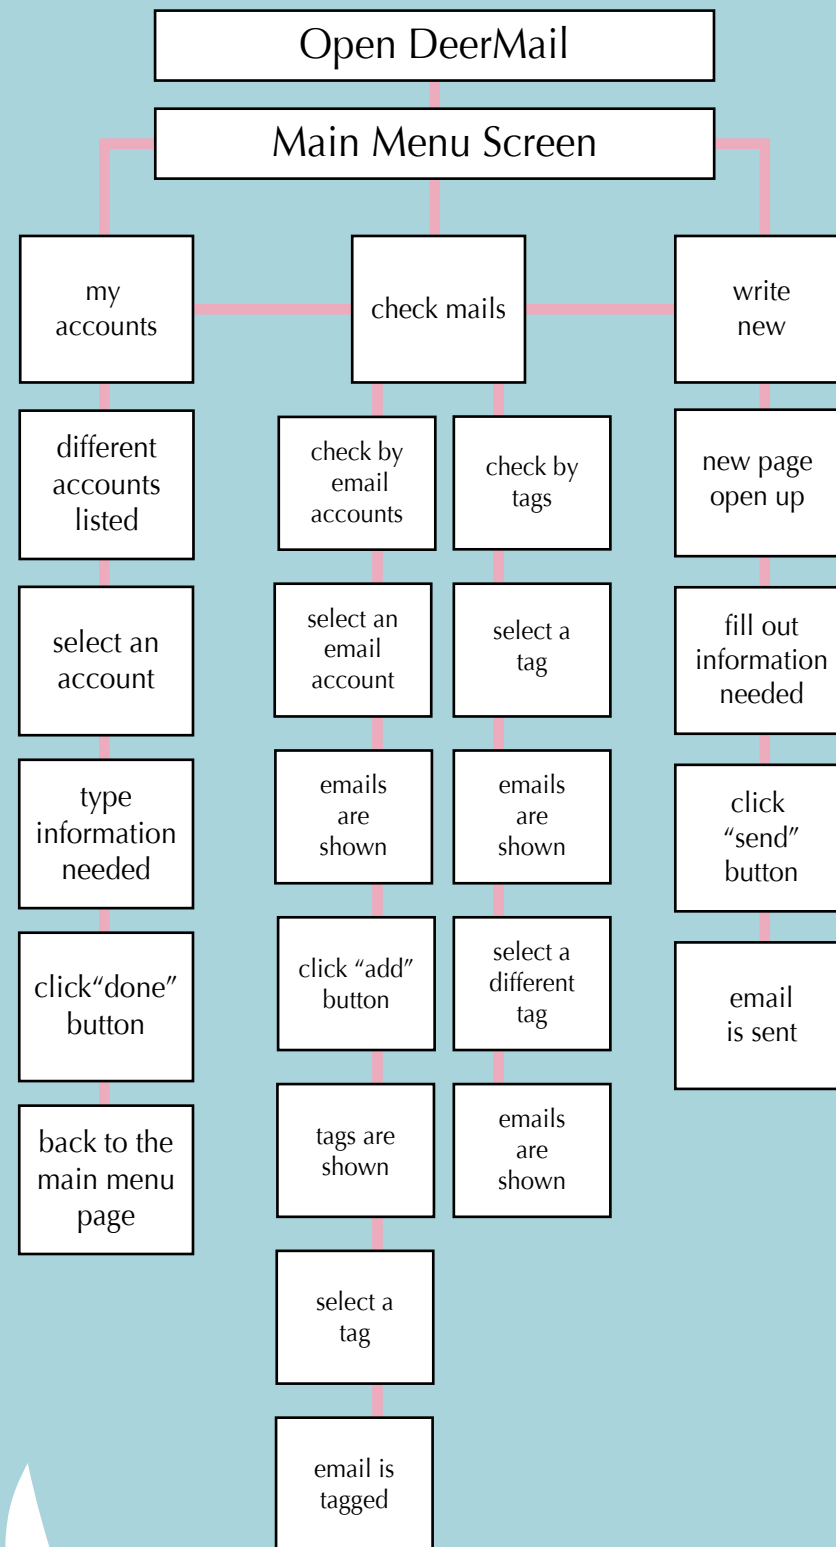 Open DeerMail
Main Menu Screen
my
accounts
check mails
write
new
different
accounts
listed
select an
account
type
information
needed
click“done”
button
back to the
main menu
page
check by
email
accounts
select an
email
account
emails
are
shown
click “add”
button
tags are
shown
select a
tag
email is
tagged
check by
tags
select a
tag
emails
are
shown
select a
different
tag
emails
are
shown
new page
open up
fill out
information
needed
click
“send”
button
email
is sent